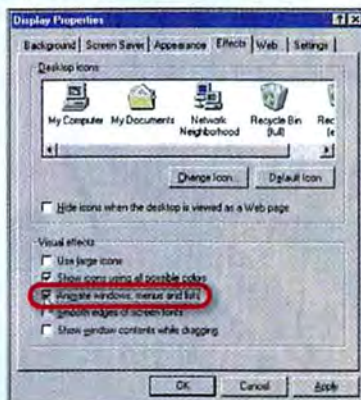 Display Properties
Background Screen Saver Appearance Effects Web Settings
Desktop icons
My Computer My Documents Network Neighborhood Recycle Bin (full) Rec (e
Change Icon... Default Icon
Hide icons when the desktop is viewed as a Web page
Visual effects
Use large icons
Show icons using all possible colors
Animate windows, menus and lists
Smooth edges of screen fonts
Show window contents while dragging
OK Cancel Apply